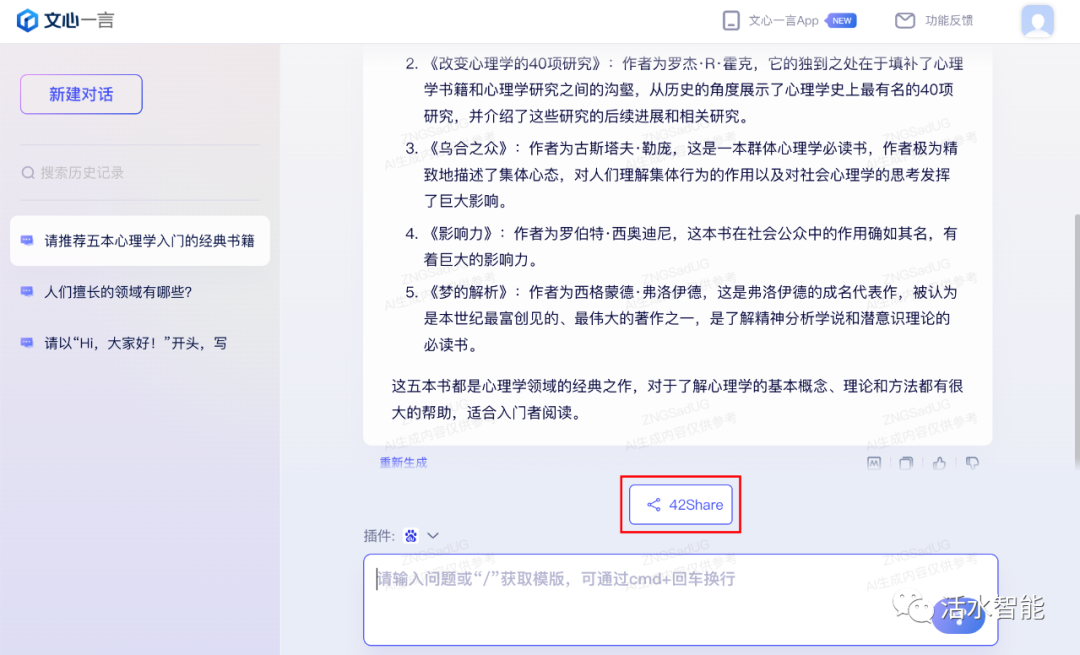 文心一言
文心一言App NEW
功能反馈
新建对话
搜索历史记录
请推荐五本心理学入门的经典书籍
人们擅长的领域有哪些?
请以“Hi，大家好！”开头，写
2. 《改变心理学的40项研究》：作者为罗杰·R·霍克，它的独到之处在于填补了心理
学书籍和心理学研究之间的沟壑，从历史的角度展示了心理学史上最有名的40项
研究，并介绍了这些研究的后续进展和相关研究。
3. 《乌合之众》：作者为古斯塔夫·勒庞，这是一本群体心理学必读书，作者极为精
致地描述了集体心态，对人们理解集体行为的作用以及对社会心理学的思考发挥
了巨大影响。
4. 《影响力》：作者为罗伯特·西奥迪尼，这本书在社会公众中的作用确如其名，有
着巨大的影响力。
5. 《梦的解析》：作者为西格蒙德·弗洛伊德，这是弗洛伊德的成名代表作，被认为
是本世纪最富创见的、最伟大的著作之一，是了解精神分析学说和潜意识理论的
必读书。
这五本书都是心理学领域的经典之作，对于了解心理学的基本概念、理论和方法都有很
大的帮助，适合入门者阅读。
重新生成
42Share
插件:
请输入问题或“/”获取模版，可通过cmd+回车换行
活水智能
ZNGSadUG
AI生成内容仅供参考